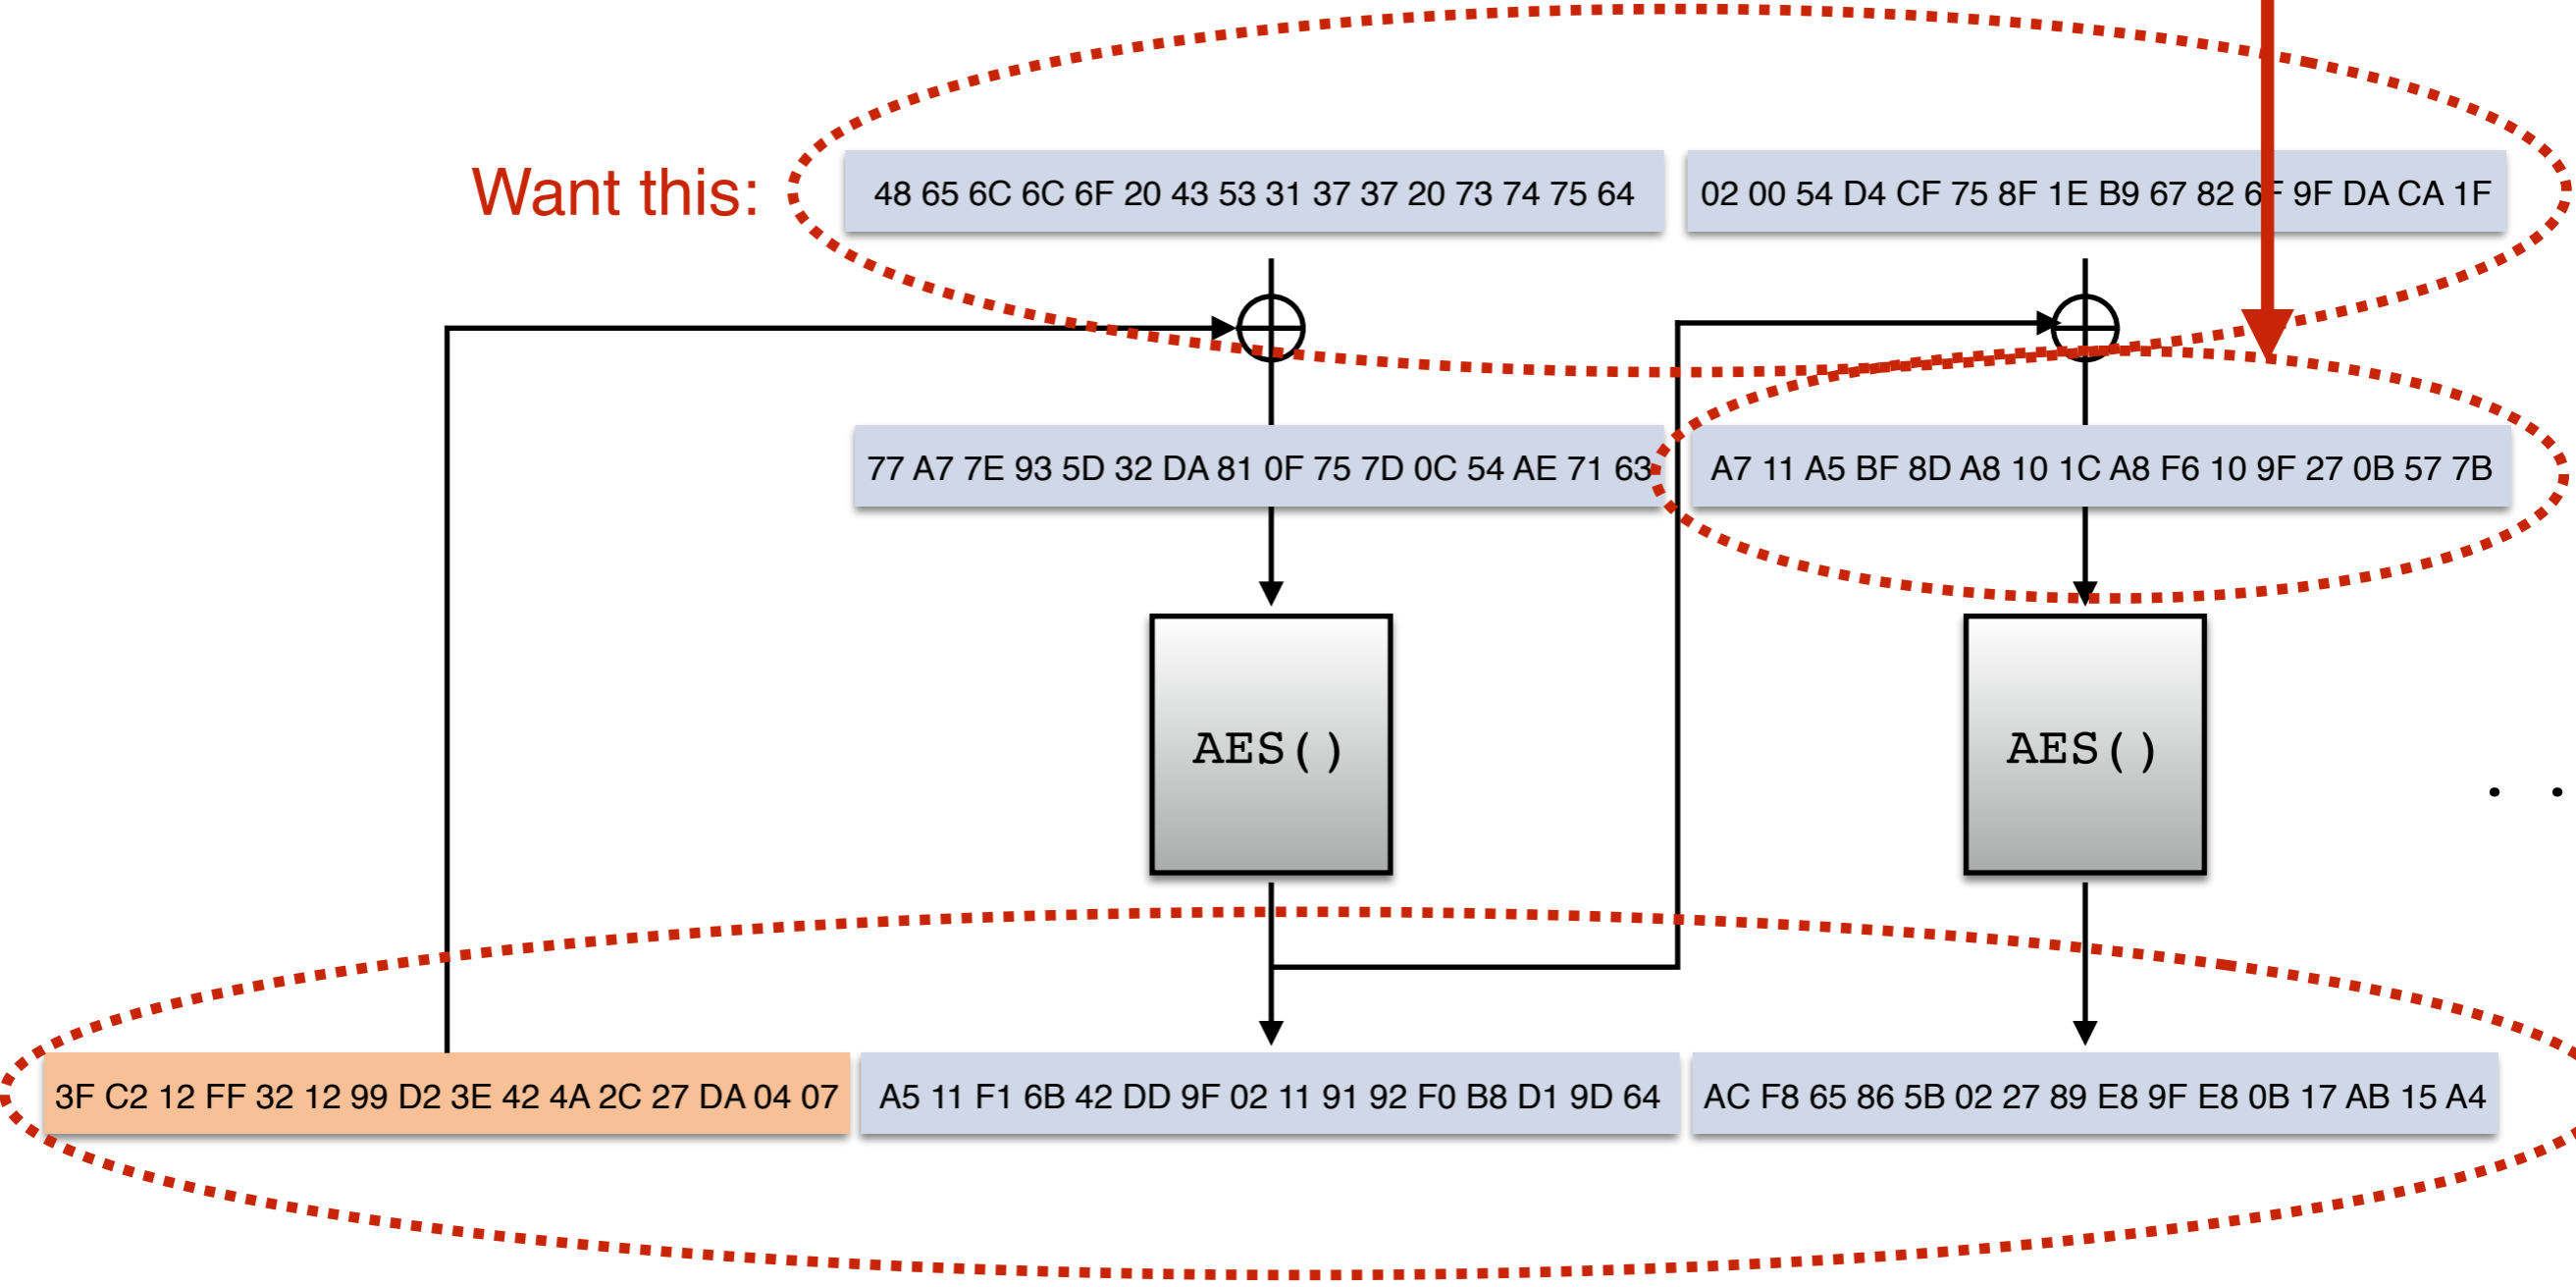 Want this:
48 65 6C 6C 6F 20 43 53 31 37 37 20 73 74 75 64
02 00 54 D4 CF 75 8F 1E B9 67 82 6F 9F DA CA 1F
77 A7 7E 93 5D 32 DA 81 0F 75 7D 0C 54 AE 71 63
A7 11 A5 BF 8D A8 10 1C A8 F6 10 9F 27 0B 57 7B
AES()
AES()
. .
3F C2 12 FF 32 12 99 D2 3E 42 4A 2C 27 DA 04 07
A5 11 F1 6B 42 DD 9F 02 11 91 92 F0 B8 D1 9D 64
AC F8 65 86 5B 02 27 89 E8 9F E8 0B 17 AB 15 A4